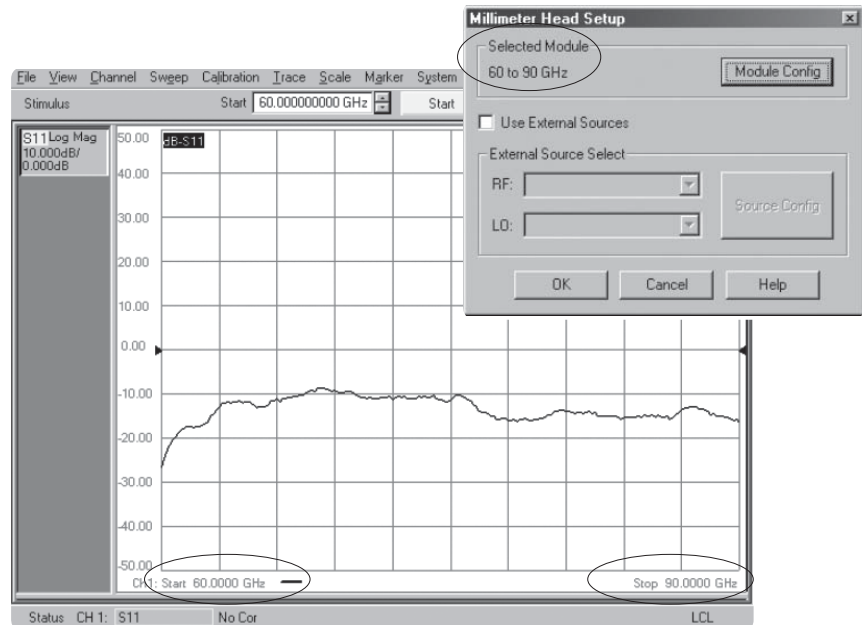 Millimeter Head Setup
Selected Module
60 to 90 GHz
Module Config
Use External Sources
External Source Select
RF:
LO:
Source Config
OK Cancel Help
File View Channel Sweep Calibration Trace Scale Marker System
Stimulus Start 60.000000000 GHz Start
S11 Log Mag
10.000dB/
0.000dB
50.00 dB-S11
40.00
30.00
20.00
10.00
0.00
-10.00
-20.00
-30.00
-40.00
-50.00
CH1: Start 60.0000 GHz Stop 90.0000 GHz
Status CH 1: S11 No Cor LCL